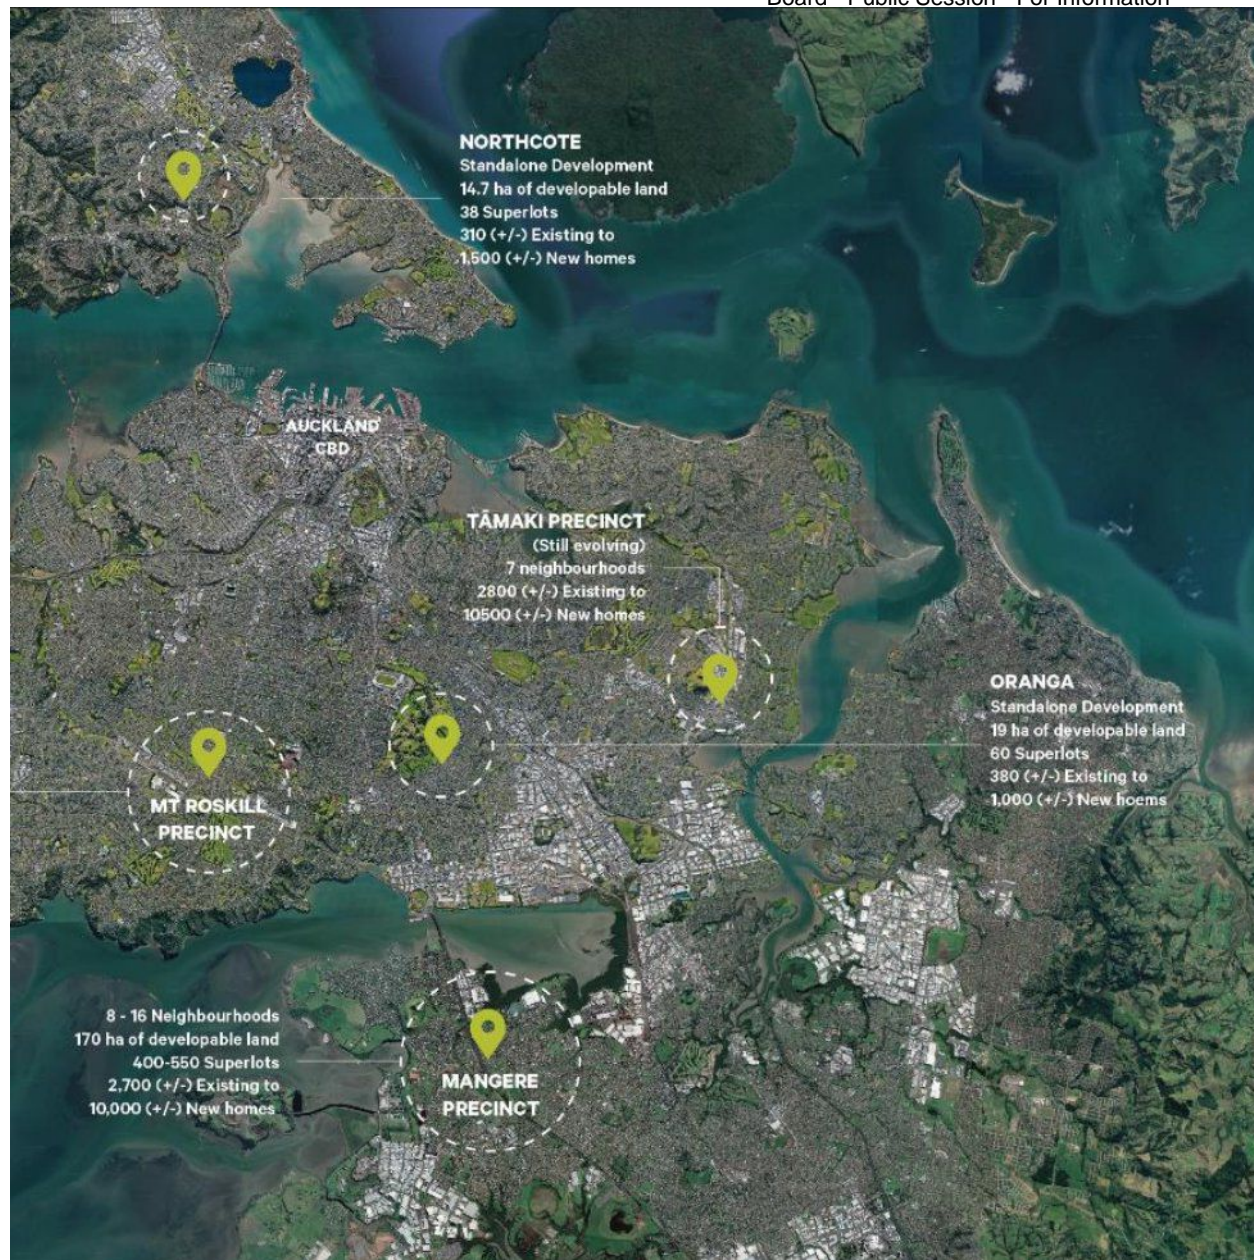 Board - Public Session - For Information
NORTHCOTE
Standalone Development
14.7 ha of developable land
38 Superlots
310 (+/-) Existing to
1,500 (+/-) New homes
AUCKLAND
CBD
TĀMAKI PRECINCT
(Still evolving)
7 neighbourhoods
2800 (+/-) Existing to
10500 (+/-) New homes
ORANGA
Standalone Development
19 ha of developable land
60 Superlots
380 (+/-) Existing to
1,000 (+/-) New hoems
MT ROSKILL
PRECINCT
8 - 16 Neighbourhoods
170 ha of developable land
400-550 Superlots
2,700 (+/-) Existing to
10,000 (+/-) New homes
MANGERE
PRECINCT